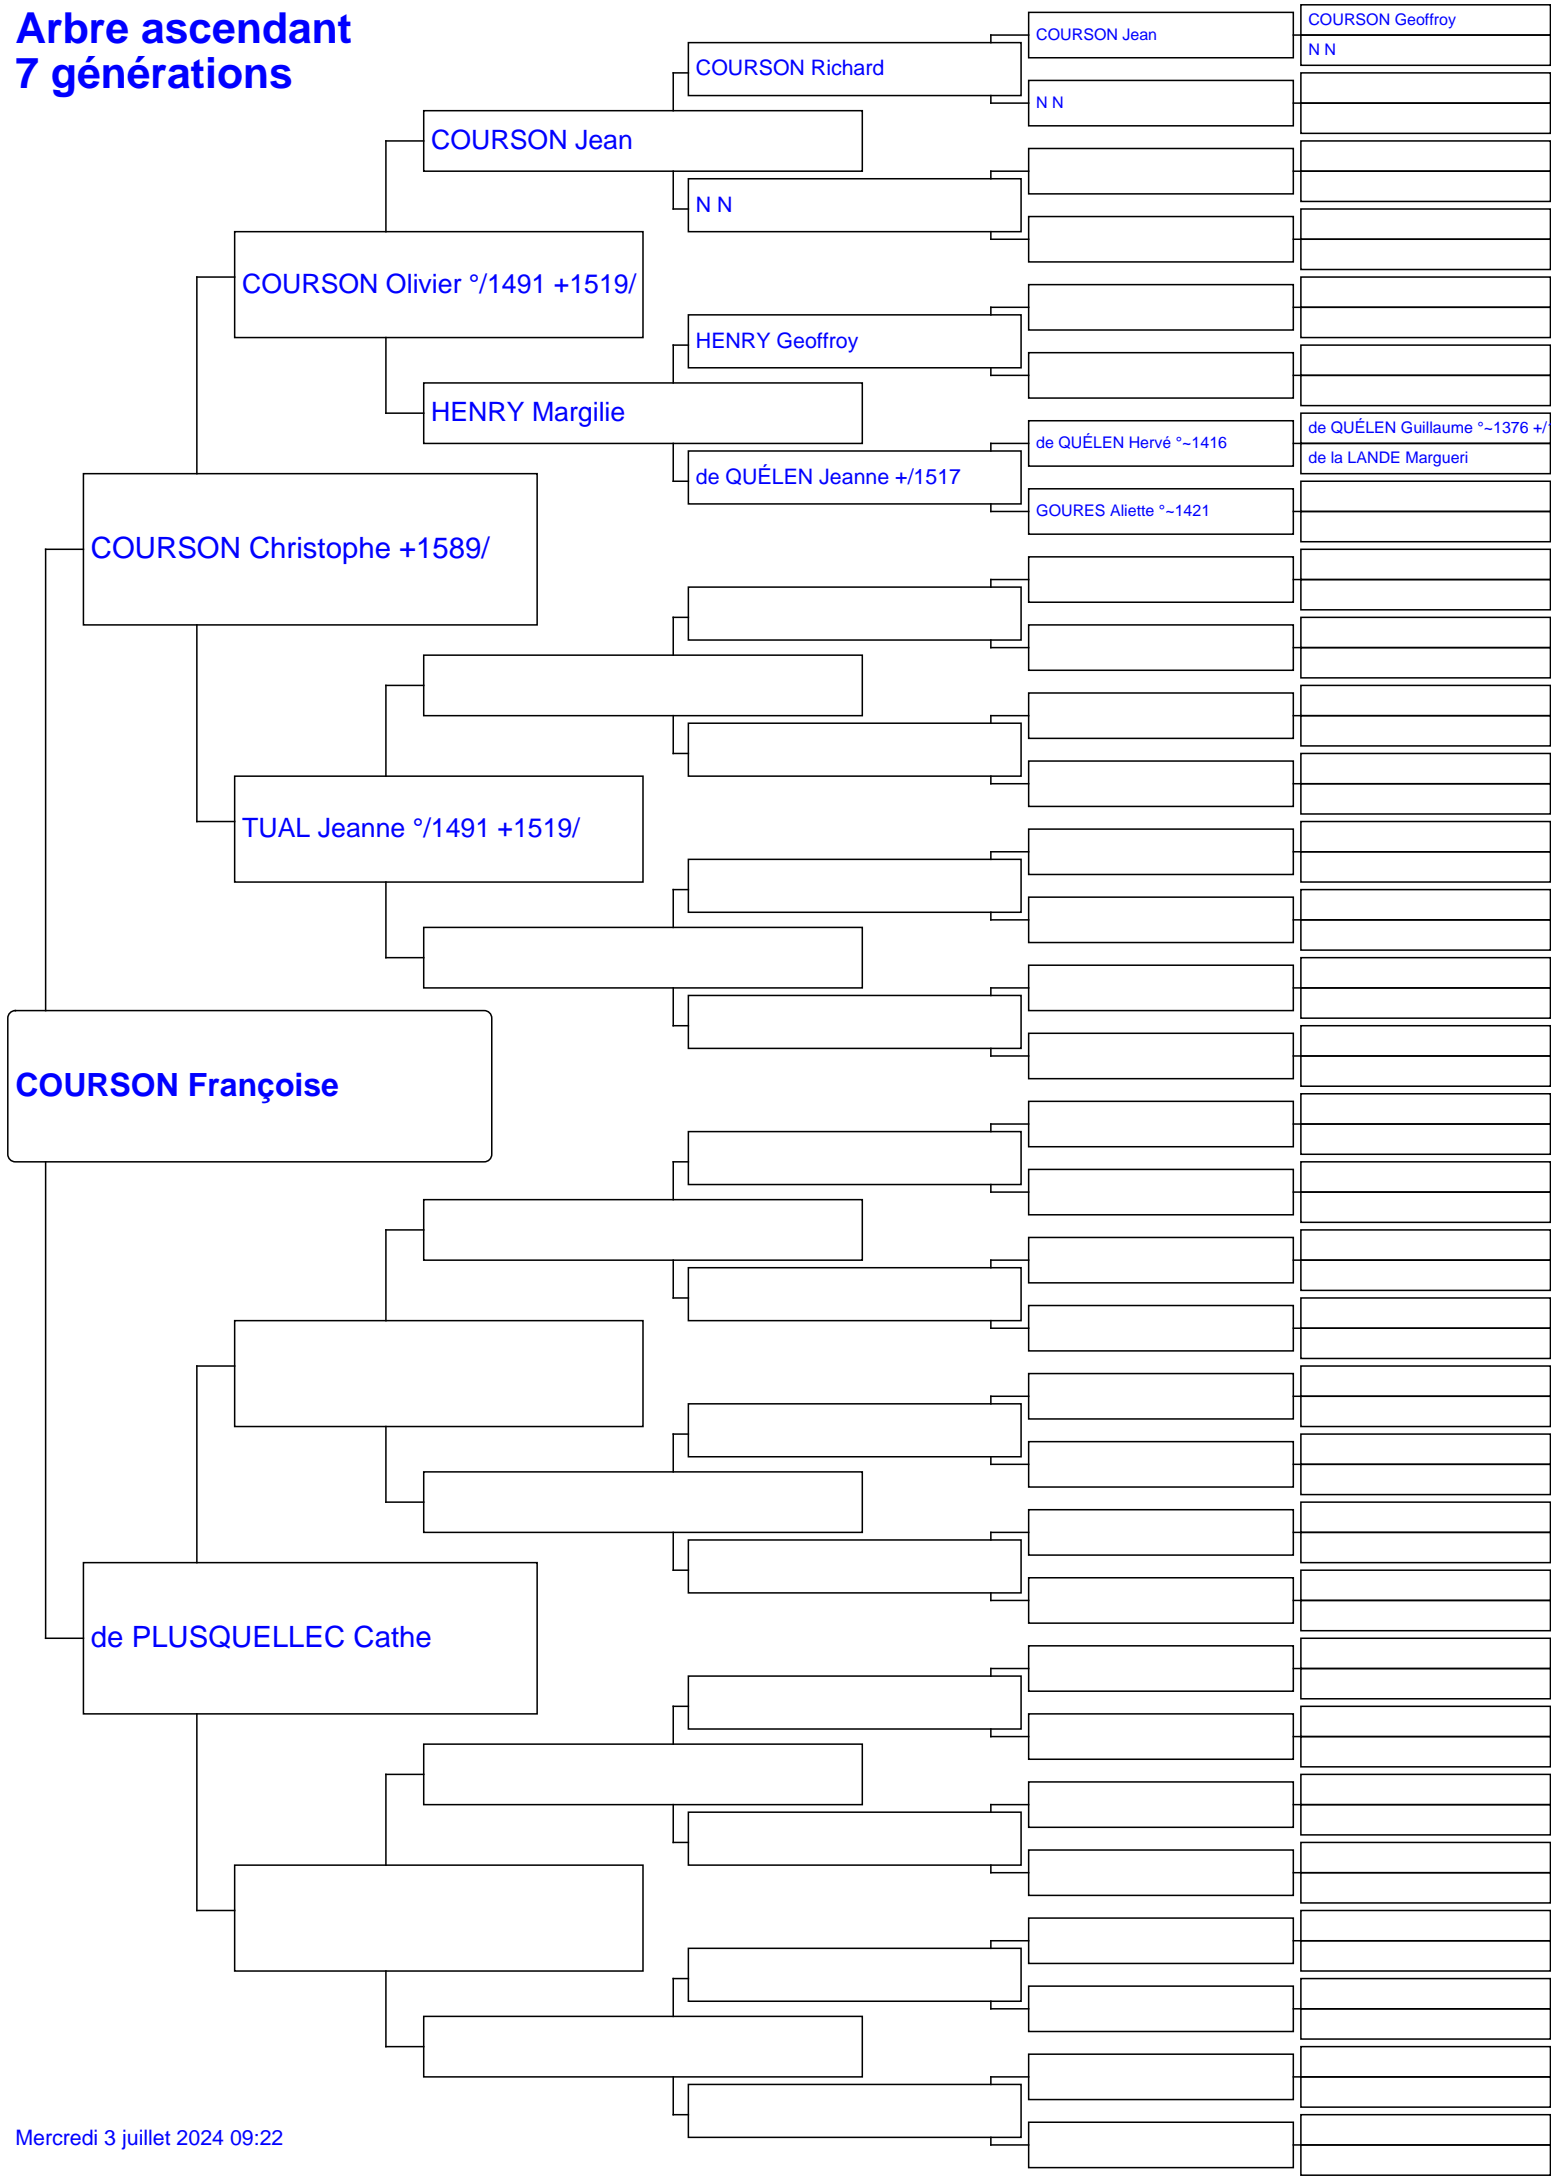 Arbre ascendant
7 générations
COURSON Geoffroy
COURSON Jean
N N
COURSON Richard
N N
COURSON Jean
N N
COURSON Olivier °/1491 +1519/
HENRY Geoffroy
HENRY Margilie
de QUÉLEN Guillaume °~1376 +/
de QUÉLEN Hervé °~1416
de la LANDE Margueri
de QUÉLEN Jeanne +/1517
GOURES Aliette °~1421
COURSON Christophe +1589/
TUAL Jeanne °/1491 +1519/
COURSON Françoise
de PLUSQUELLEC Cathe
Mercredi 3 juillet 2024 09:22